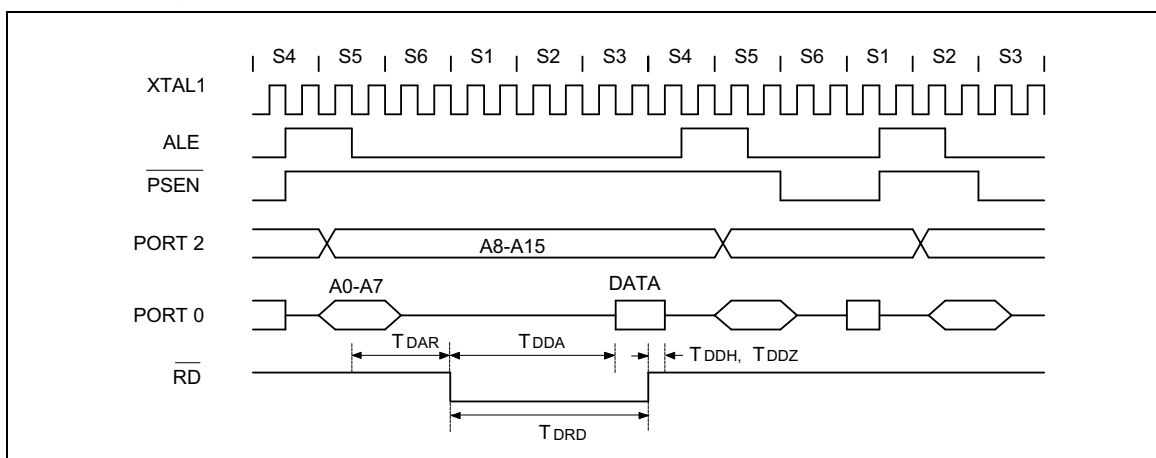 S4 S5 S6 S1 S2 S3 S4 S5 S6 S1 S2 S3
XTAL1
ALE
PSEN
PORT 2 A8-A15
A0-A7 DATA
PORT 0
TDAR TDDA TDDH, TDDZ
RD
TDRD